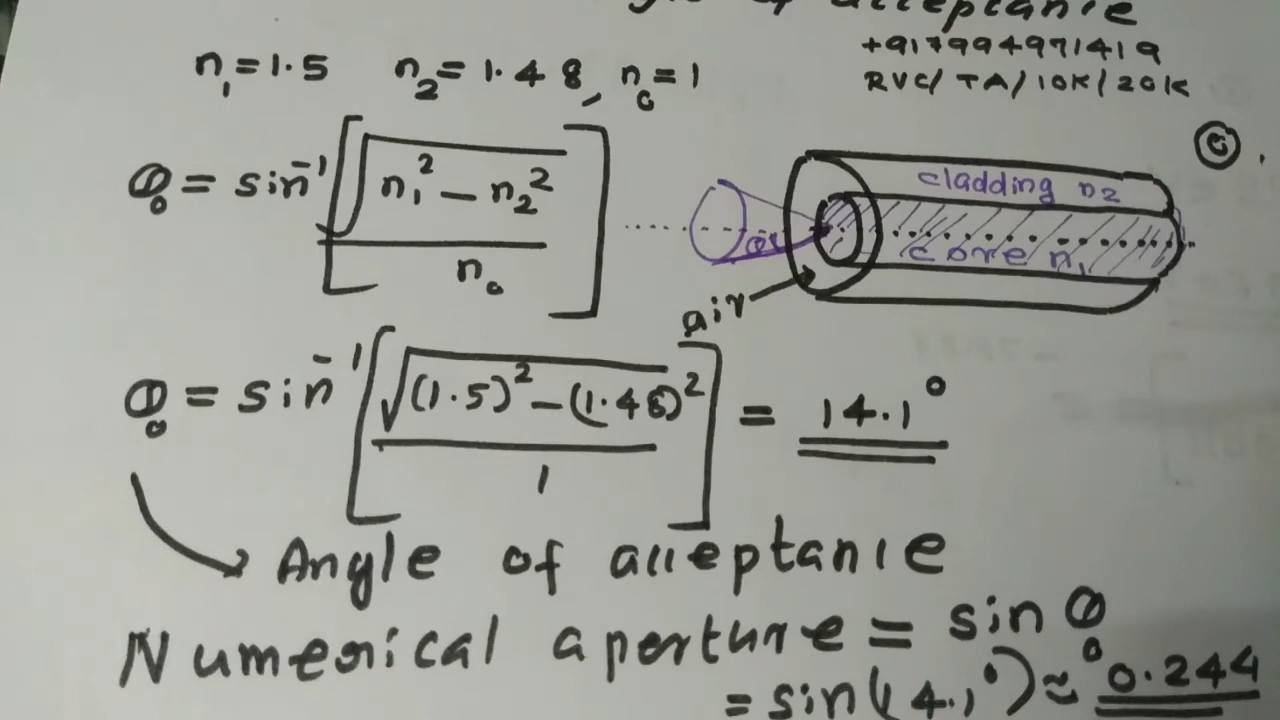 of acceptance
+917994971419
RVC/TA/10K/20K
n₁=1.5 n₂=1.48, n₀=1
θ₀ = sin⁻¹[√(n₁² − n₂²) / n₀]
cladding n2
core n₁
air
θ₀ = sin⁻¹[√((1.5)² − (1.48)²) / 1] = 14.1°
Angle of acceptance
Numerical aperture = sin θ₀
= sin(14.1°) ≈ 0.244